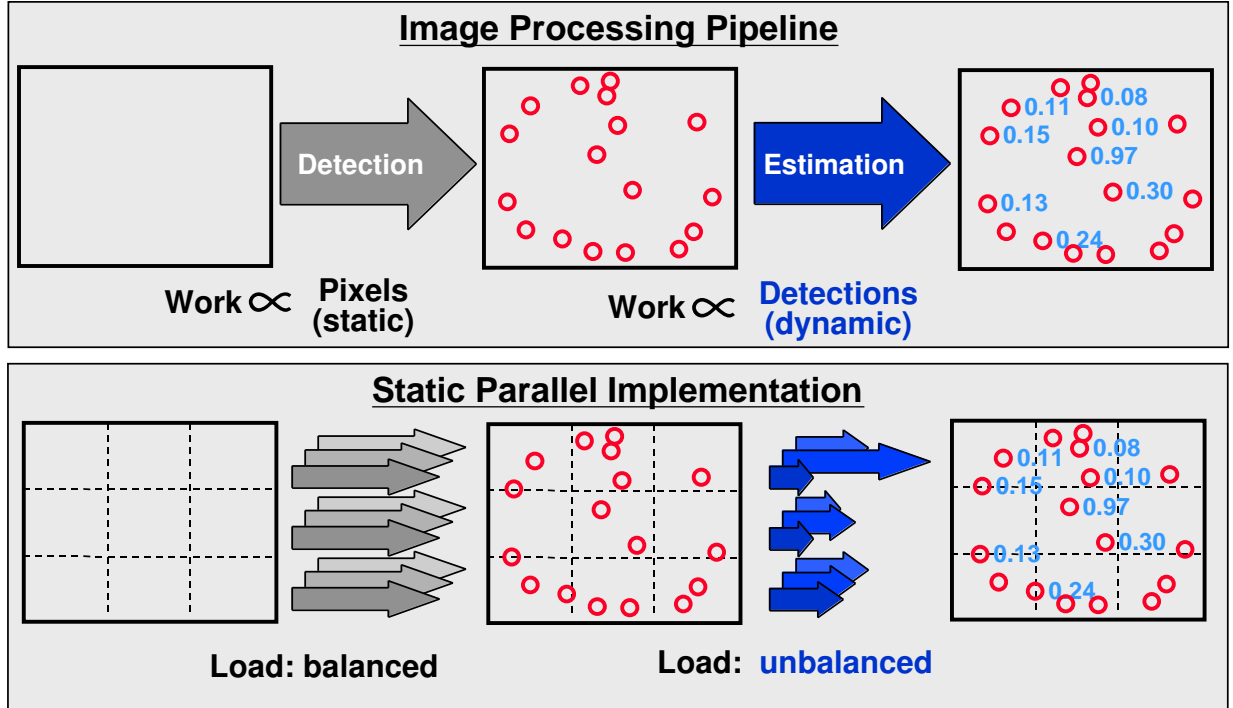 Image Processing Pipeline
Detection
Estimation
0.11
0.08
0.15
0.10
0.97
0.30
0.13
0.24
Work ∝ Pixels
(static)
Work ∝ Detections
(dynamic)
Static Parallel Implementation
0.11
0.08
0.15
0.10
0.97
0.30
0.13
0.24
Load: balanced
Load: unbalanced